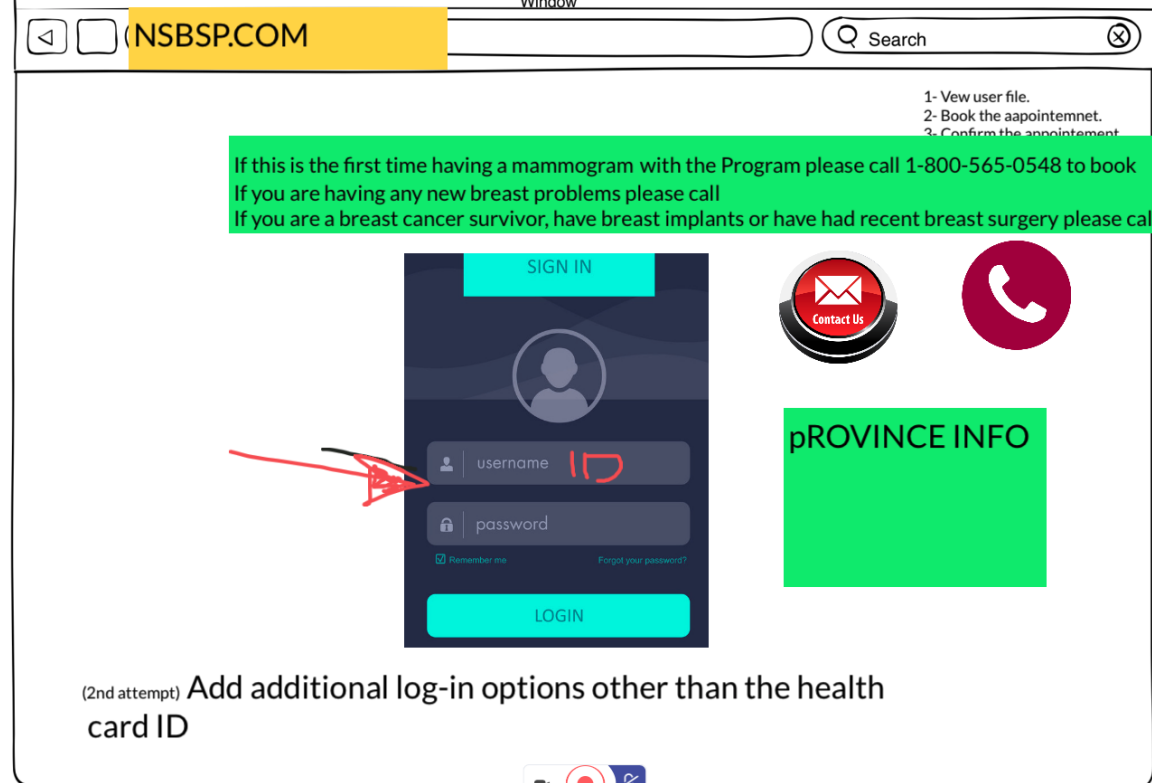 Window
NSBSP.COM
Search
1- Vew user file.
2- Book the aapointemnet.
3- Confirm the appointement
If this is the first time having a mammogram with the Program please call 1-800-565-0548 to book
If you are having any new breast problems please call
If you are a breast cancer survivor, have breast implants or have had recent breast surgery please cal
SIGN IN
Contact Us
username ID
password
Remember me
Forgot your password?
LOGIN
pROVINCE INFO
(2nd attempt) Add additional log-in options other than the health
card ID